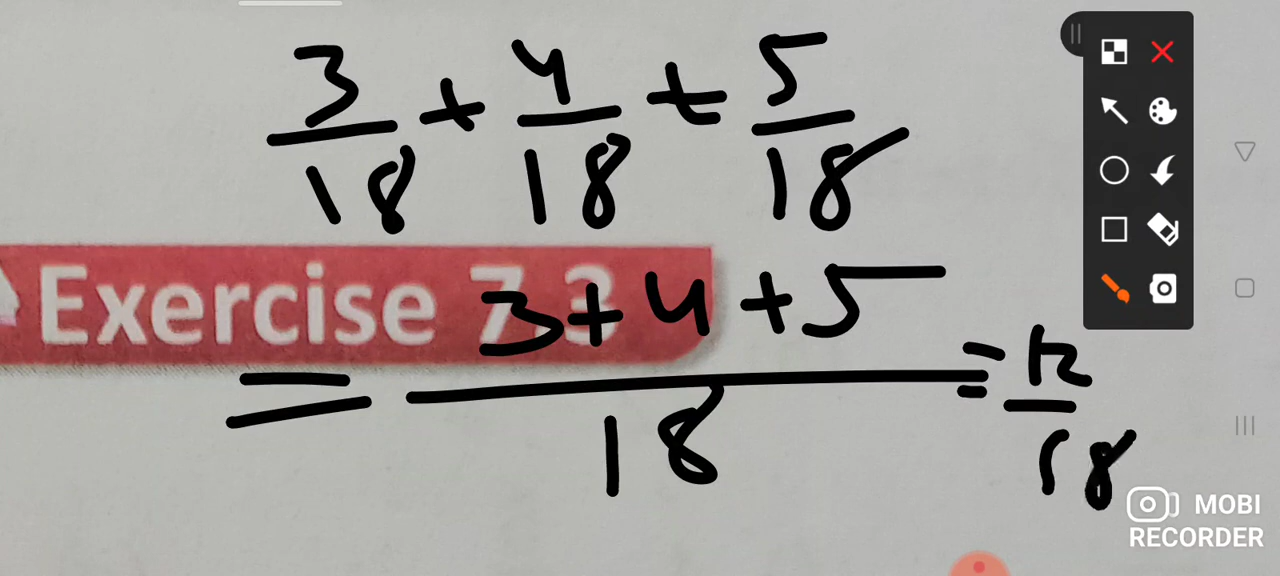 3/18 + 4/18 + 5/18
Exercise 7.3
= 3+4+5/18 = 12/18
MOBI
RECORDER